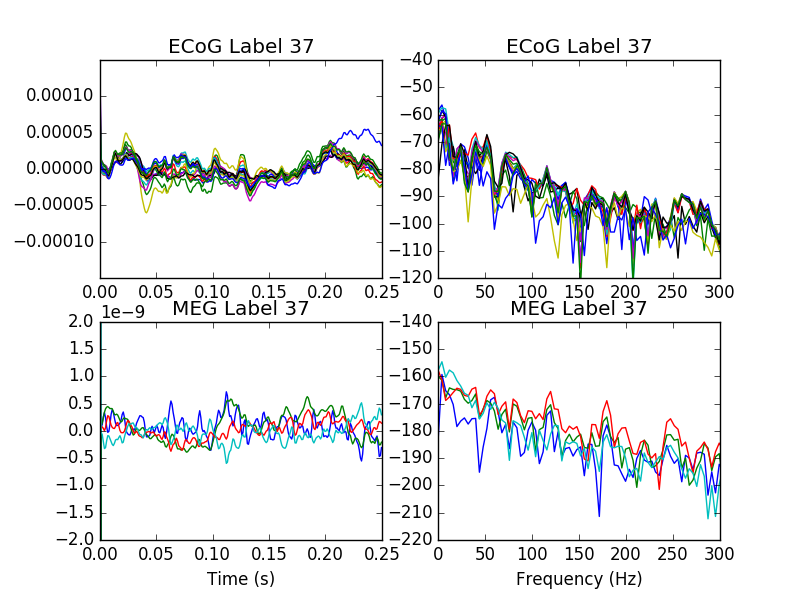 ECoG Label 37
0.00010
0.00005
0.00000
−0.00005
−0.00010
0.00 0.05 0.10 0.15 0.20 0.25
ECoG Label 37
−40
−50
−60
−70
−80
−90
−100
−110
−120
0 50 100 150 200 250 300
MEG Label 37
1e−9
2.0
1.5
1.0
0.5
0.0
−0.5
−1.0
−1.5
−2.0
0.00 0.05 0.10 0.15 0.20 0.25
Time (s)
MEG Label 37
−140
−150
−160
−170
−180
−190
−200
−210
−220
0 50 100 150 200 250 300
Frequency (Hz)